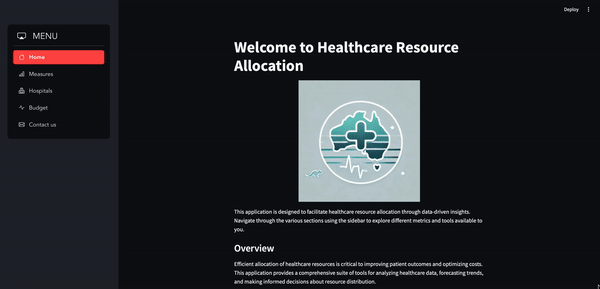 Deploy
MENU
Home
Measures
Hospitals
Budget
Contact us
Welcome to Healthcare Resource
Allocation
This application is designed to facilitate healthcare resource allocation through data-driven insights.
Navigate through the various sections using the sidebar to explore different metrics and tools available to
you.
Overview
Efficient allocation of healthcare resources is critical to improving patient outcomes and optimizing costs.
This application provides a comprehensive suite of tools for analyzing healthcare data, forecasting trends,
and making informed decisions about resource distribution.